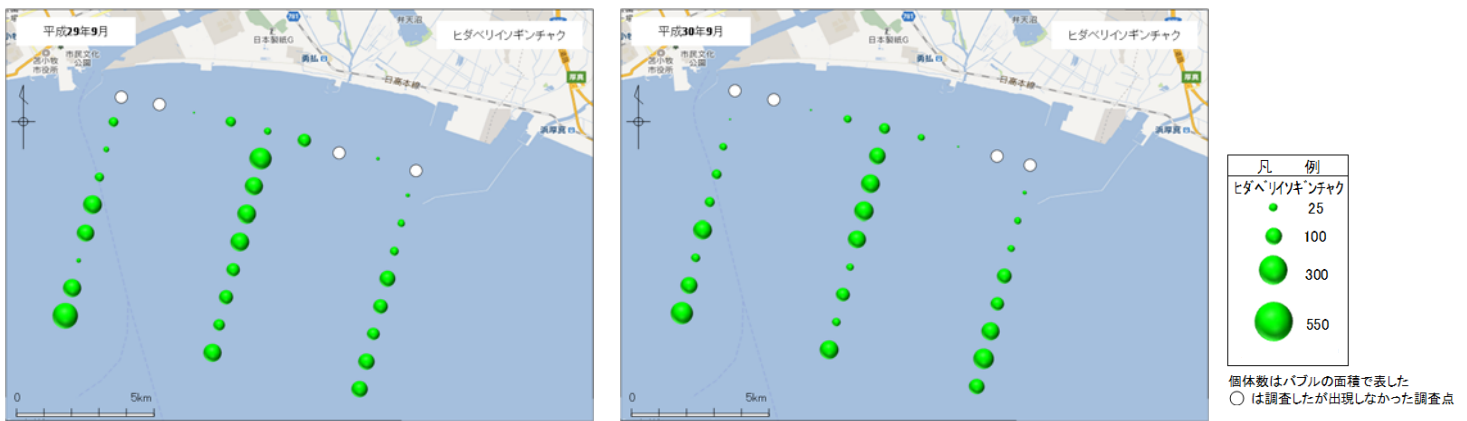 平成29年9月
ヒダベリイソギンチャク
781
弁天沼
日本製紙G
市民文化
公園
苫小牧
市役所
勇払
日高本線
厚真
浜厚真
0
5km
平成30年9月
ヒダベリイソギンチャク
781
弁天沼
日本製紙G
市民文化
公園
苫小牧
市役所
勇払
日高本線
厚真
浜厚真
0
5km
凡 例
ヒダベリイソギンチャク
25
100
300
550
個体数はバブルの面積で表した
○ は調査したが出現しなかった調査点